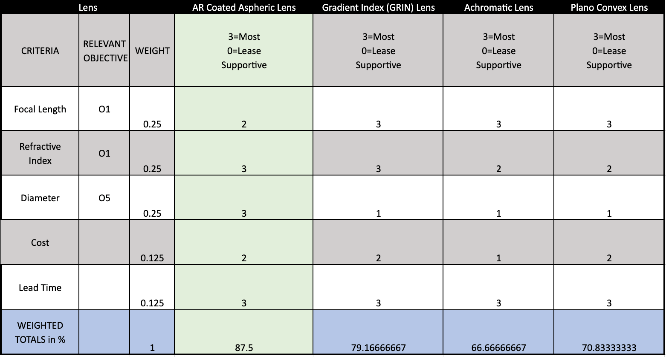 Lens AR Coated Aspheric Lens Gradient Index (GRIN) Lens Achromatic Lens Plano Convex Lens
CRITERIA RELEVANT OBJECTIVE WEIGHT 3=Most 0=Lease Supportive 3=Most 0=Lease Supportive 3=Most 0=Lease Supportive 3=Most 0=Lease Supportive
Focal Length O1 0.25 2 3 3 3
Refractive Index O1 0.25 3 3 2 2
Diameter O5 0.25 3 1 1 1
Cost 0.125 2 2 1 2
Lead Time 0.125 3 3 3 3
WEIGHTED TOTALS in % 1 87.5 79.16666667 66.66666667 70.83333333